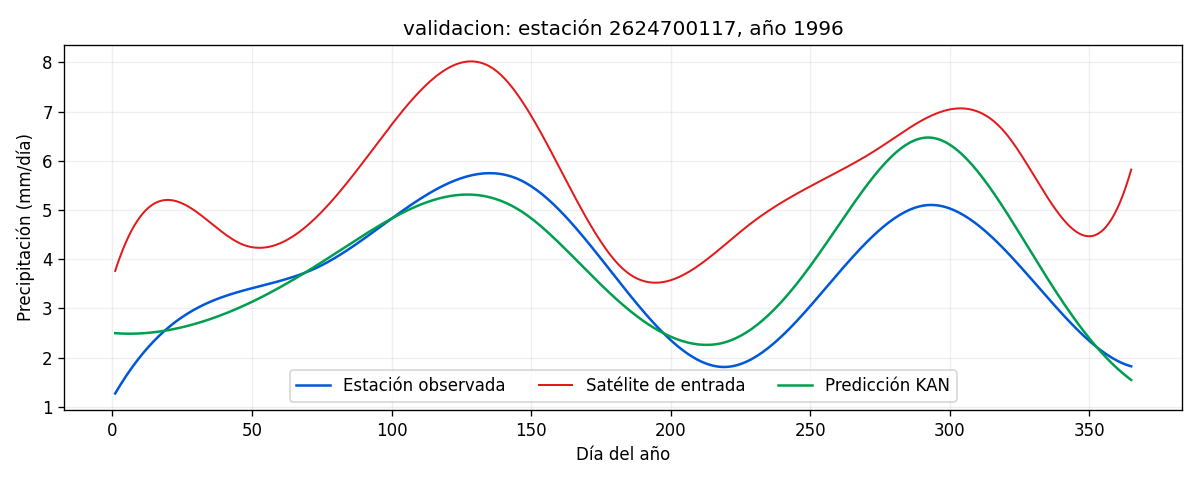 validacion: estación 2624700117, año 1996
Precipitación (mm/día)
8
7
6
5
4
3
2
1
Estación observada
Satélite de entrada
Predicción KAN
0 50 100 150 200 250 300 350
Día del año